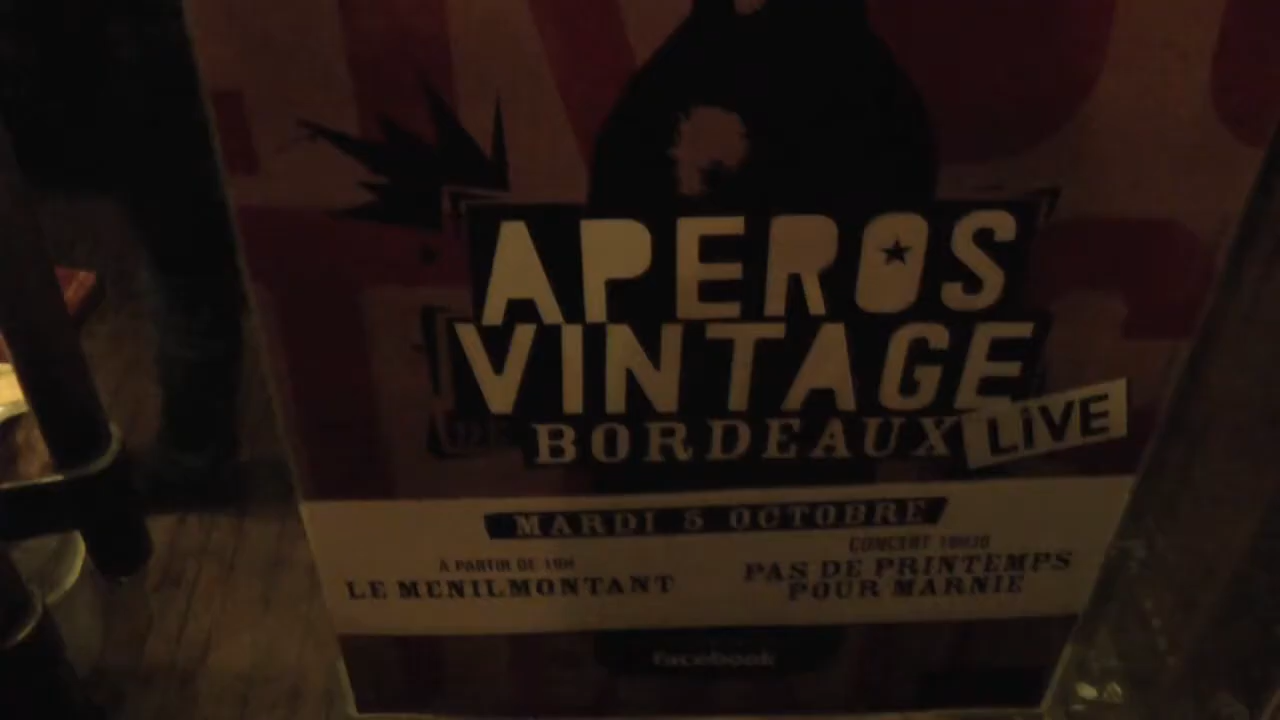 APEROS
VINTAGE
BORDEAUX LIVE
MARDI 5 OCTOBRE
A PARTIR DE 19H
LE MENILMONTANT
CONCERT
PAS DE PRINTEMPS
POUR MARNIE
facebook